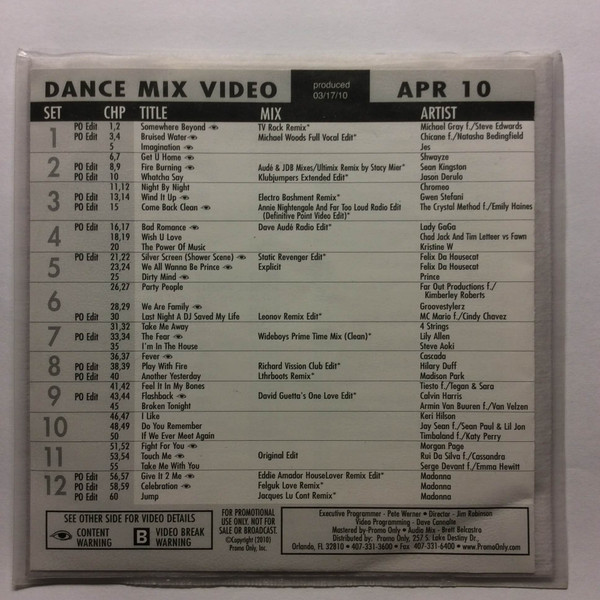 DANCE MIX VIDEO produced 03/17/10 APR 10
SET CHP TITLE MIX ARTIST
1 PO Edit 1,2 Somewhere Beyond TV Rock Remix* Michael Gray f./Steve Edwards
PO Edit 3,4 Bruised Water Michael Woods Full Vocal Edit* Chicane f./Natasha Bedingfield
5 Imagination Jes
2 6,7 Get U Home Shwayze
PO Edit 8,9 Fire Burning Audé & JDB Mixes/Ultimix Remix by Stacy Mier* Sean Kingston
PO Edit 10 Whatcha Say Klubjumpers Extended Edit* Jason Derulo
3 11,12 Night By Night Chromeo
PO Edit 13,14 Wind It Up Electro Bashment Remix* Gwen Stefani
PO Edit 15 Come Back Clean Annie Nightengale And Far Too Loud Radio Edit The Crystal Method f./Emily Haines
(Definitive Point Video Edit)*
4 PO Edit 16,17 Bad Romance Dave Audé Radio Edit* Lady GaGa
18,19 Wish U Love Chad Jack And Tim Letteer vs Fawn
20 The Power Of Music Kristine W
5 PO Edit 21,22 Silver Screen (Shower Scene) Static Revenger Edit* Felix Da Housecat
23,24 We All Wanna Be Prince Explicit Felix Da Housecat
25 Dirty Mind Prince
6 26,27 Party People Far Out Productions f./
Kimberley Roberts
28,29 We Are Family Groovestylerz
PO Edit 30 Last Night A DJ Saved My Life Leonov Remix Edit* MC Mario f./Cindy Chavez
7 31,32 Take Me Away 4 Strings
PO Edit 33,34 The Fear Wideboys Prime Time Mix (Clean)* Lily Allen
35 I'm In The House Steve Aoki
8 36,37 Fever Cascada
PO Edit 38,39 Play With Fire Richard Vission Club Edit* Hilary Duff
PO Edit 40 Another Yesterday Lthrboots Remix* Madison Park
9 41,42 Feel It In My Bones Tiesto f./Tegan & Sara
PO Edit 43,44 Flashback David Guetta's One Love Edit* Calvin Harris
45 Broken Tonight Armin Van Buuren f./Van Velzen
10 46,47 I Like Keri Hilson
48,49 Do You Remember Jay Sean f./Sean Paul & Lil Jon
50 If We Ever Meet Again Timbaland f./Katy Perry
11 51,52 Fight For You Morgan Page
53,54 Touch Me Original Edit Rui Da Silva f./Cassandra
55 Take Me With You Serge Devant f./Emma Hewitt
12 PO Edit 56,57 Give It 2 Me Eddie Amador HouseLover Remix Edit* Madonna
PO Edit 58,59 Celebration Felguk Love Remix* Madonna
PO Edit 60 Jump Jacques Lu Cont Remix* Madonna
SEE OTHER SIDE FOR VIDEO DETAILS
CONTENT WARNING B VIDEO BREAK WARNING
FOR PROMOTIONAL
USE ONLY. NOT FOR
SALE OR BROADCAST.
©Copyright (2010)
Promo Only, Inc.
Executive Programmer - Pete Werner • Director - Jim Robinson
Video Programming - Dave Connolle
Mastered by-Promo Only • Audio Mix - Brett Belcastro
Distributed by: Promo Only, 257 S. Lake Destiny Dr.,
Orlando, FL 32810 • 407-331-3600 • Fax 407-331-6400 • www.PromoOnly.com